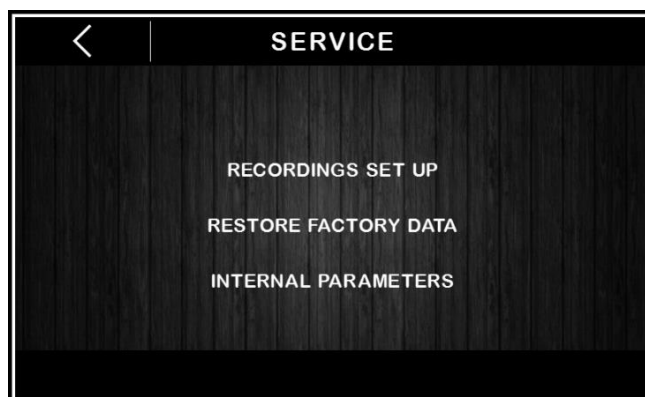 SERVICE
RECORDINGS SET UP
RESTORE FACTORY DATA
INTERNAL PARAMETERS